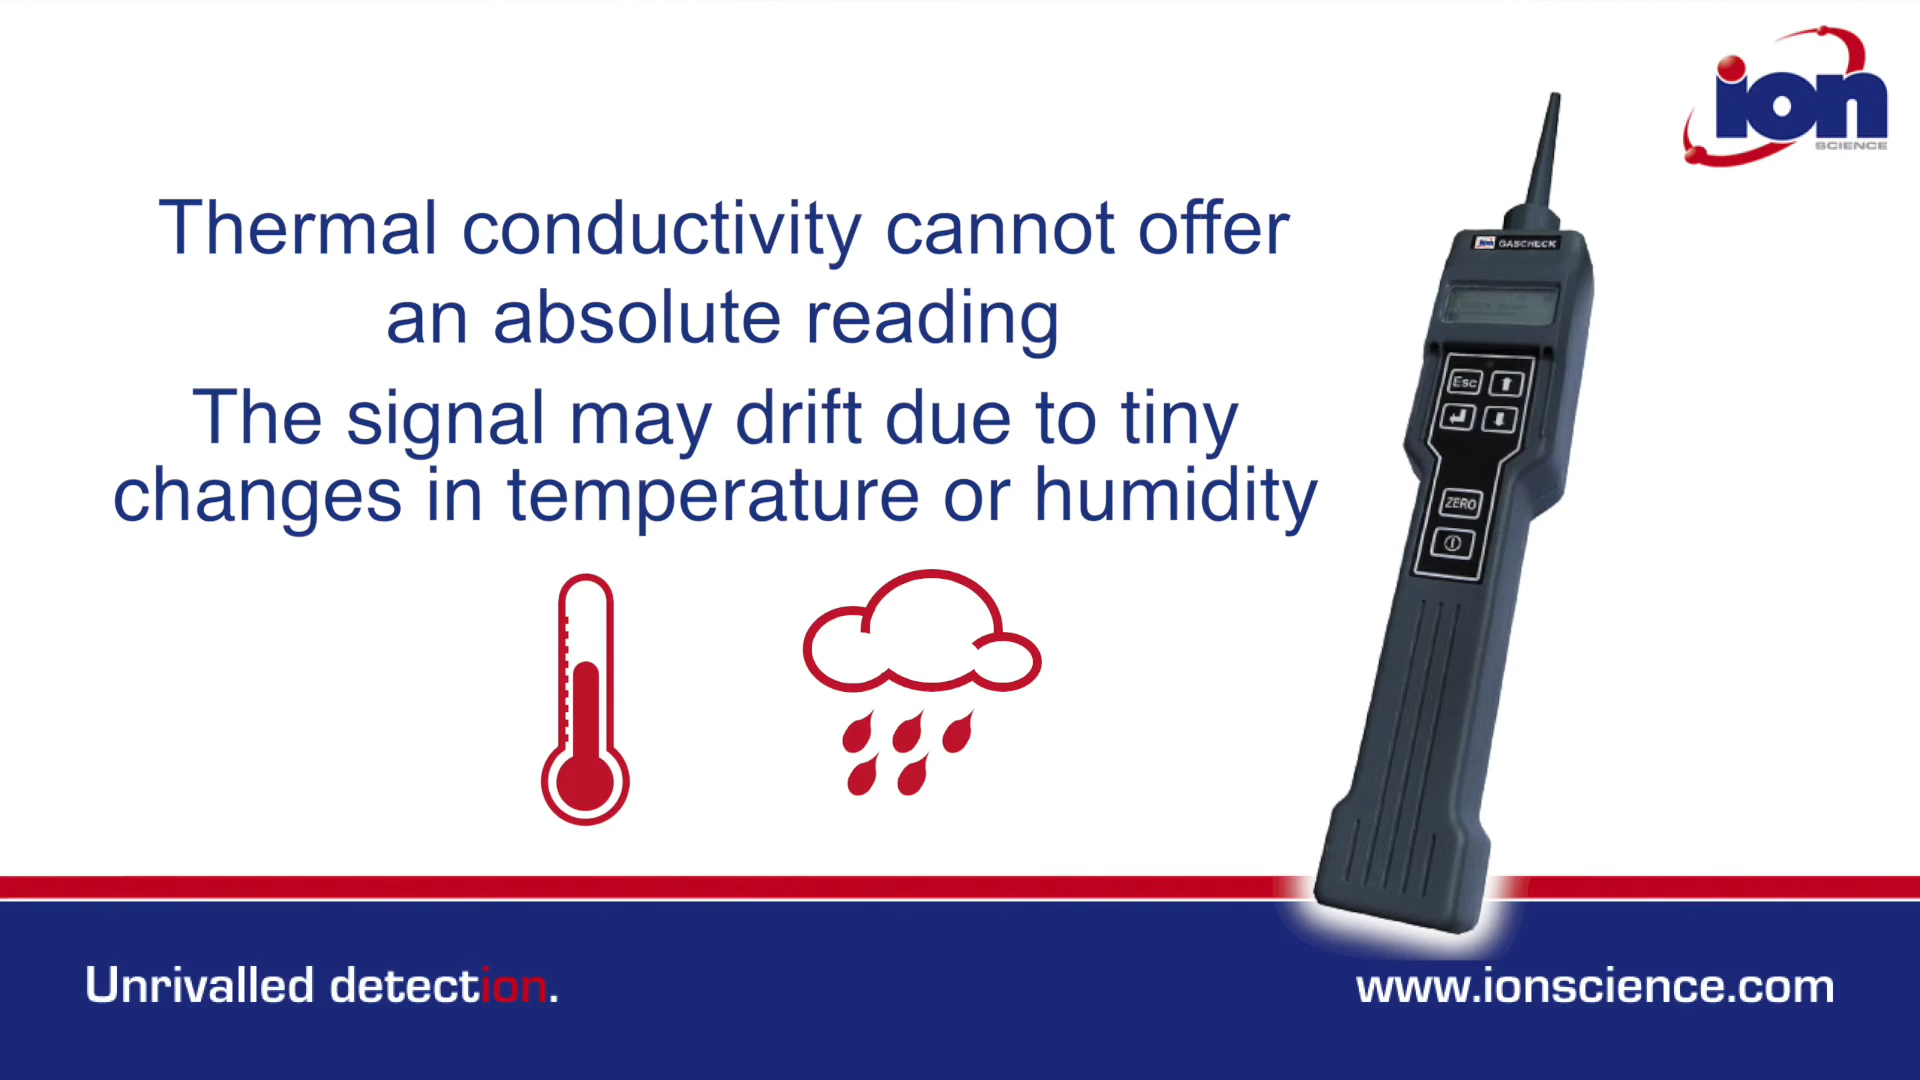 ion
SCIENCE
Thermal conductivity cannot offer
an absolute reading
The signal may drift due to tiny
changes in temperature or humidity
ion GASCHECK
Esc
ZERO
Unrivalled detection.
www.ionscience.com